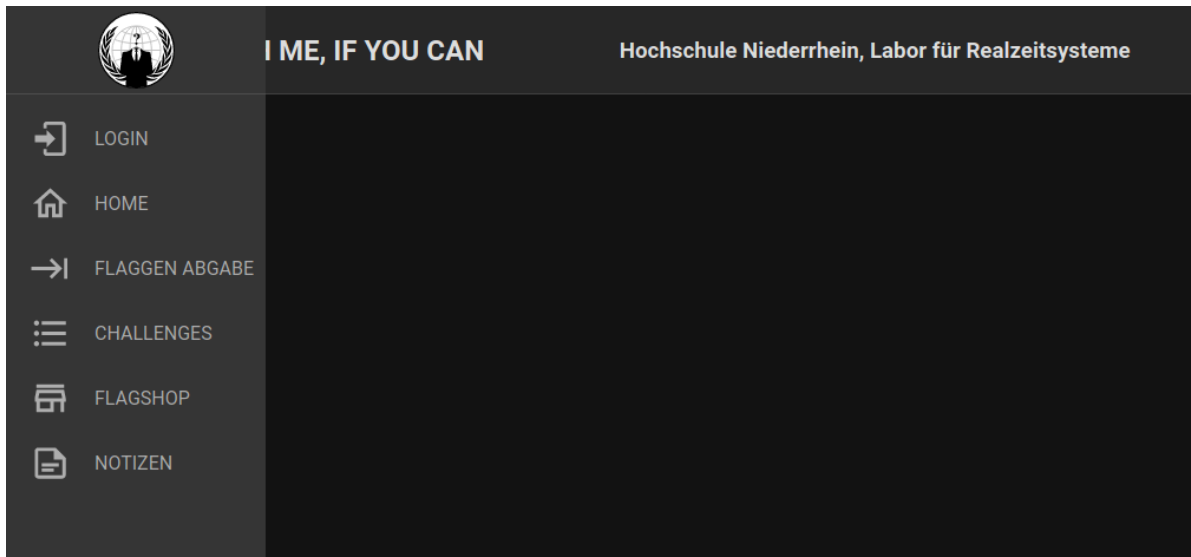 I ME, IF YOU CAN
Hochschule Niederrhein, Labor für Realzeitsysteme
LOGIN
HOME
FLAGGEN ABGABE
CHALLENGES
FLAGSHOP
NOTIZEN